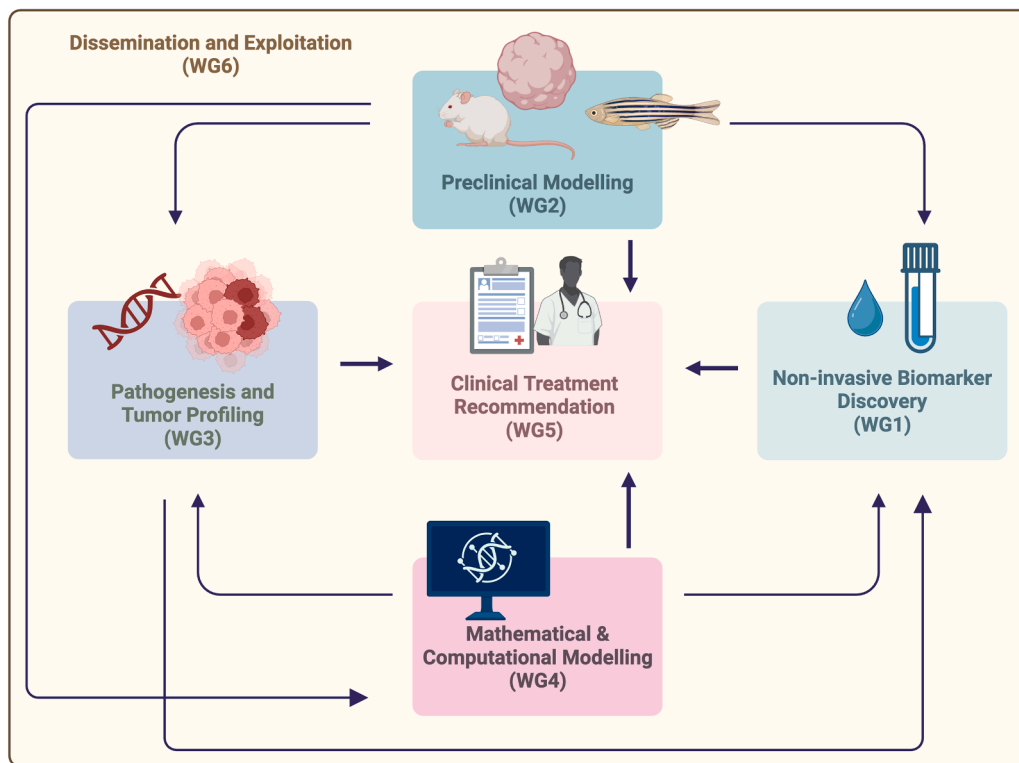 Dissemination and Exploitation
(WG6)
Preclinical Modelling
(WG2)
Pathogenesis and
Tumor Profiling
(WG3)
Clinical Treatment
Recommendation
(WG5)
Non-invasive Biomarker
Discovery
(WG1)
Mathematical &
Computational Modelling
(WG4)